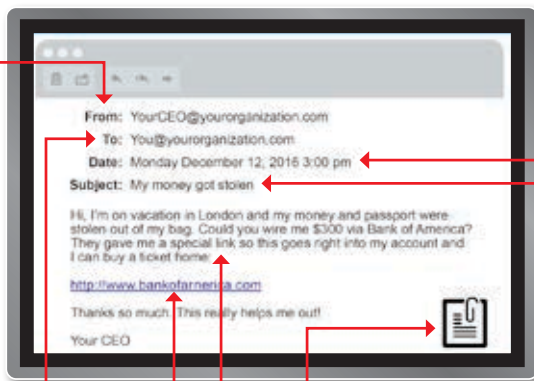 From: YourCEO@yourorganization.com
To: You@yourorganization.com
Date: Monday December 12, 2016 3:00 pm
Subject: My money got stolen
Hi, I'm on vacation in London and my money and passport were
stolen out of my bag. Could you wire me $300 via Bank of America?
They gave me a special link so this goes right into my account and
I can buy a ticket home:
http://www.bankofarnerica.com
Thanks so much. This really helps me out!
Your CEO